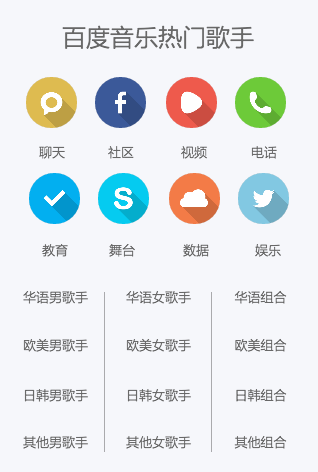 百度音乐热门歌手
聊天 社区 视频 电话
教育 舞台 数据 娱乐
华语男歌手 华语女歌手 华语组合
欧美男歌手 欧美女歌手 欧美组合
日韩男歌手 日韩女歌手 日韩组合
其他男歌手 其他女歌手 其他组合